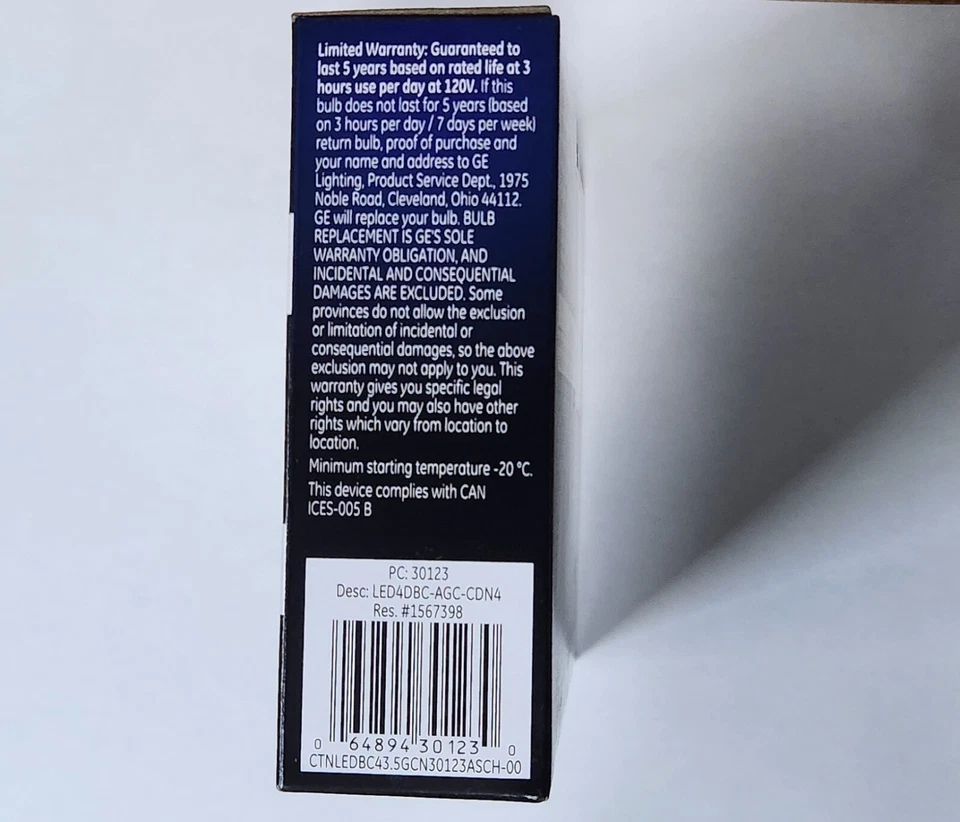 Limited Warranty: Guaranteed to
last 5 years based on rated life at 3
hours use per day at 120V. If this
bulb does not last for 5 years (based
on 3 hours per day / 7 days per week)
return bulb, proof of purchase and
your name and address to GE
Lighting, Product Service Dept., 1975
Noble Road, Cleveland, Ohio 44112.
GE will replace your bulb. BULB
REPLACEMENT IS GE'S SOLE
WARRANTY OBLIGATION, AND
INCIDENTAL AND CONSEQUENTIAL
DAMAGES ARE EXCLUDED. Some
provinces do not allow the exclusion
or limitation of incidental or
consequential damages, so the above
exclusion may not apply to you. This
warranty gives you specific legal
rights and you may also have other
rights which vary from location to
location.
Minimum starting temperature -20 °C.
This device complies with CAN
ICES-005 B
PC: 30123
Desc: LED4DBC-AGC-CDN4
Res. #1567398
0 64894 30123 0
CTNLEDBC43.5GCN30123ASCH-00